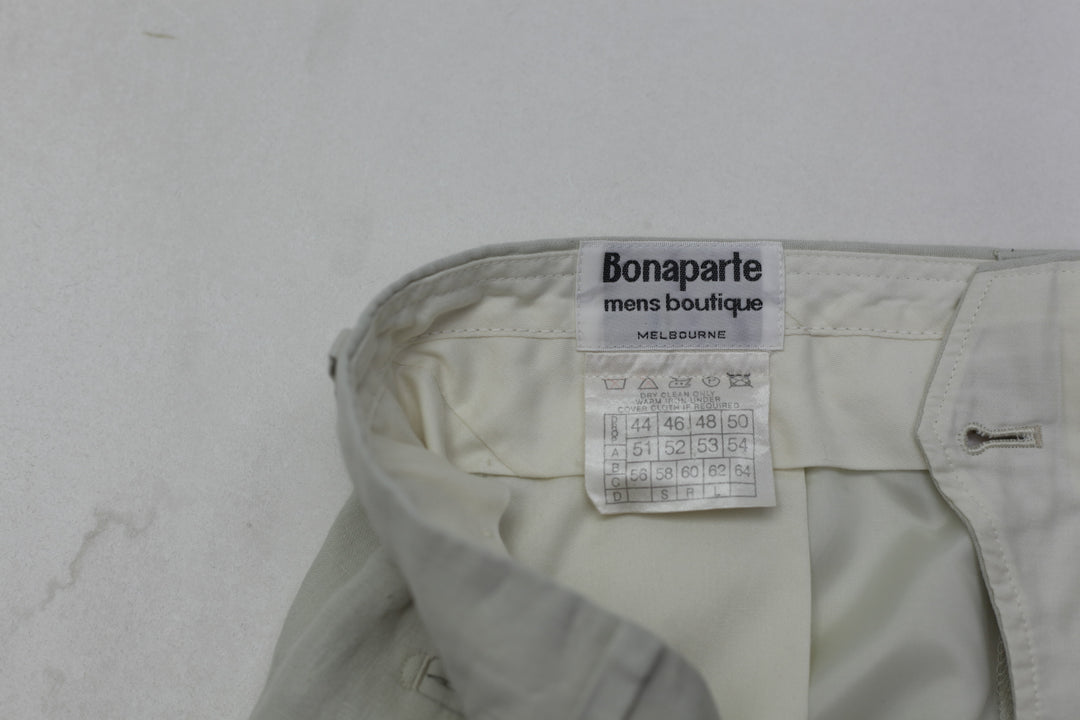 Bonaparte
mens boutique
MELBOURNE
DRY CLEAN ONLY
WARM IRON UNDER
COVER CLOTH IF REQUIRED
44 46 48 50
A 51 52 53 54
B 56 58 60 62 64
C
D S R L